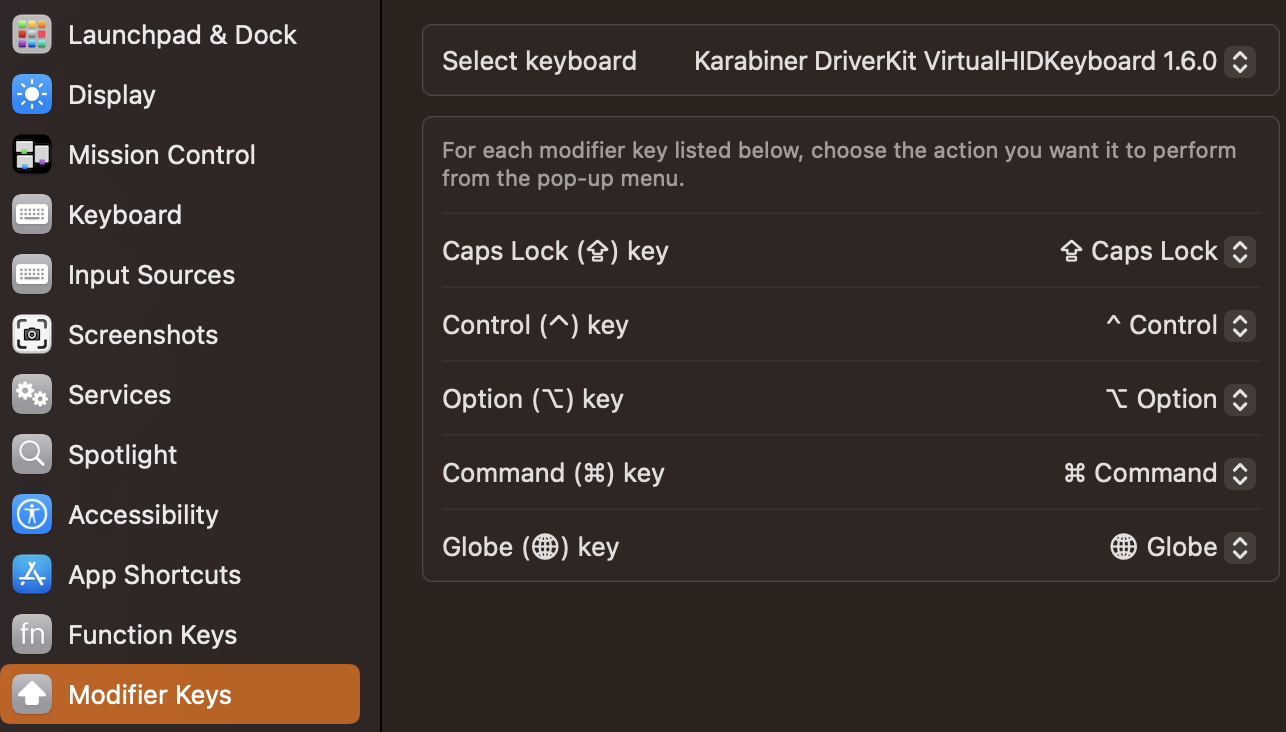 Launchpad & Dock
Display
Mission Control
Keyboard
Input Sources
Screenshots
Services
Spotlight
Accessibility
App Shortcuts
fn Function Keys
Modifier Keys
Select keyboard Karabiner DriverKit VirtualHIDKeyboard 1.6.0
For each modifier key listed below, choose the action you want it to perform
from the pop-up menu.
Caps Lock (⇪) key ⇪ Caps Lock
Control (^) key ^ Control
Option (⌥) key ⌥ Option
Command (⌘) key ⌘ Command
Globe (🌐) key 🌐 Globe